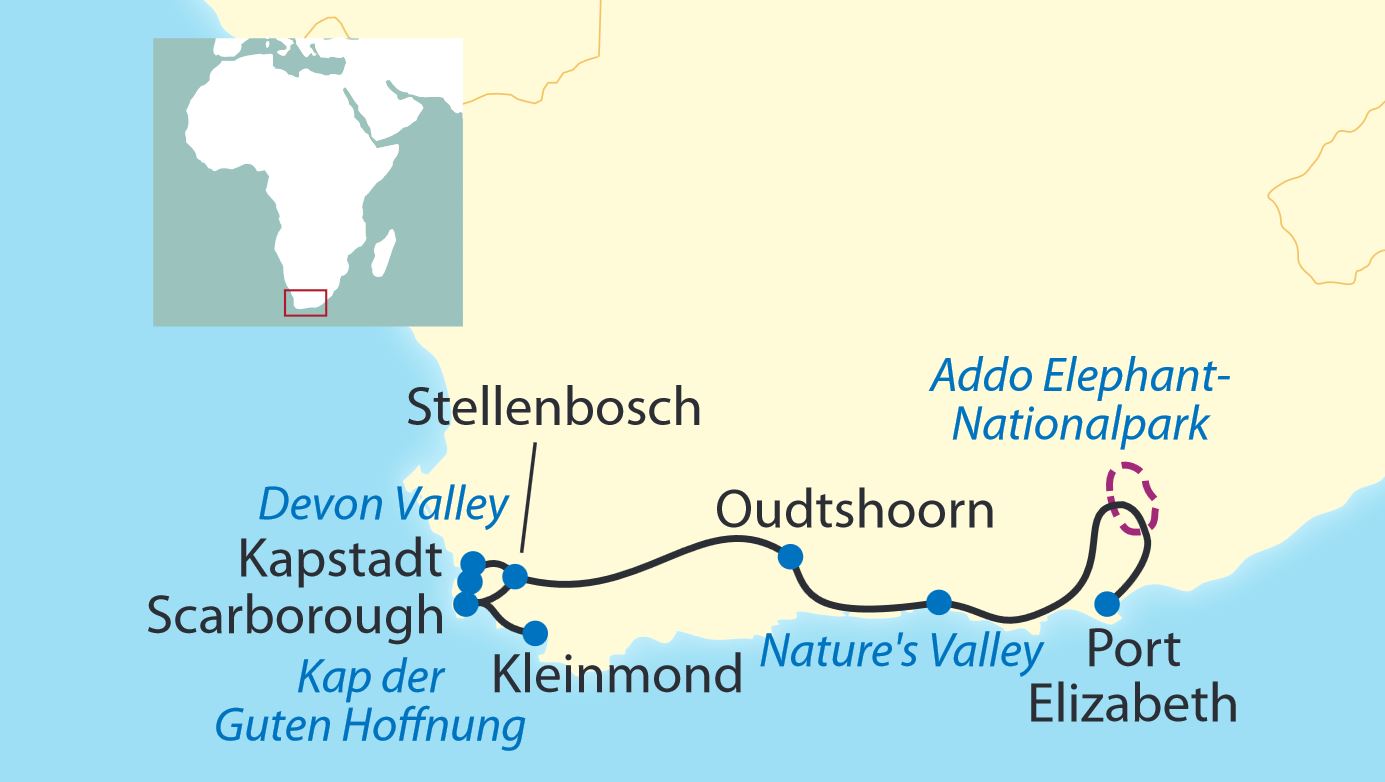 Addo Elephant-
Nationalpark
Stellenbosch
Devon Valley
Oudtshoorn
Kapstadt
Scarborough
Nature's Valley
Port
Elizabeth
Kleinmond
Kap der
Guten Hoffnung